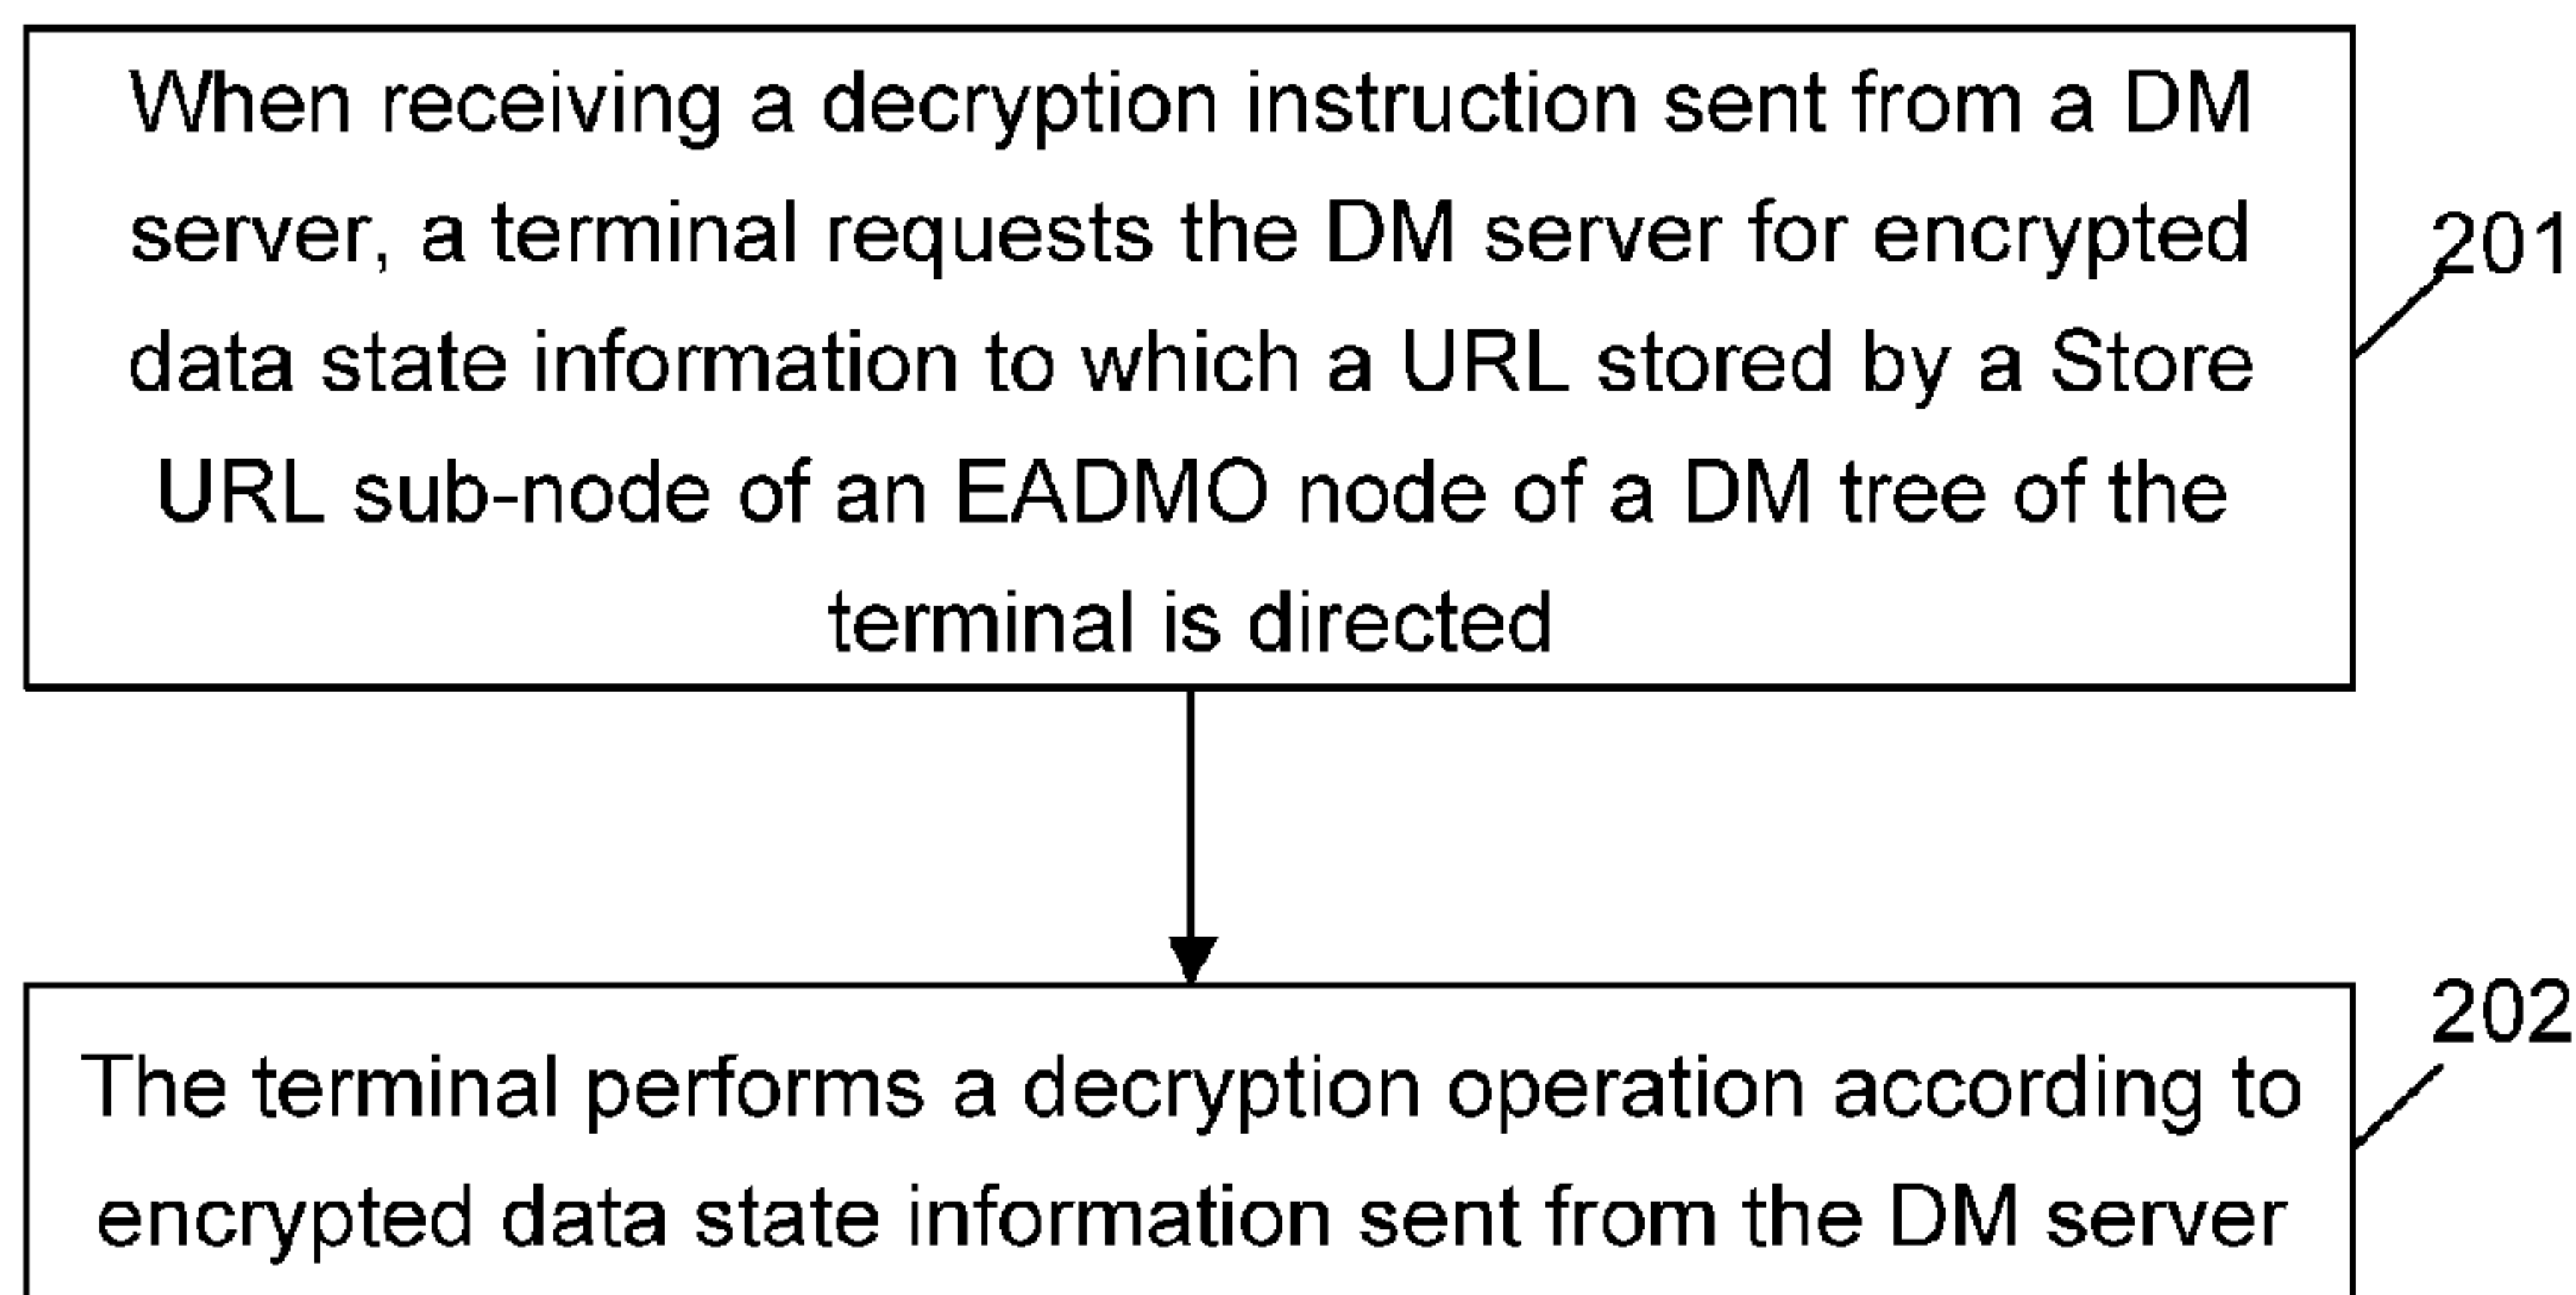 When receiving a decryption instruction sent from a DM
server, a terminal requests the DM server for encrypted
data state information to which a URL stored by a Store
URL sub-node of an EADMO node of a DM tree of the
terminal is directed
201
202
The terminal performs a decryption operation according to
encrypted data state information sent from the DM server